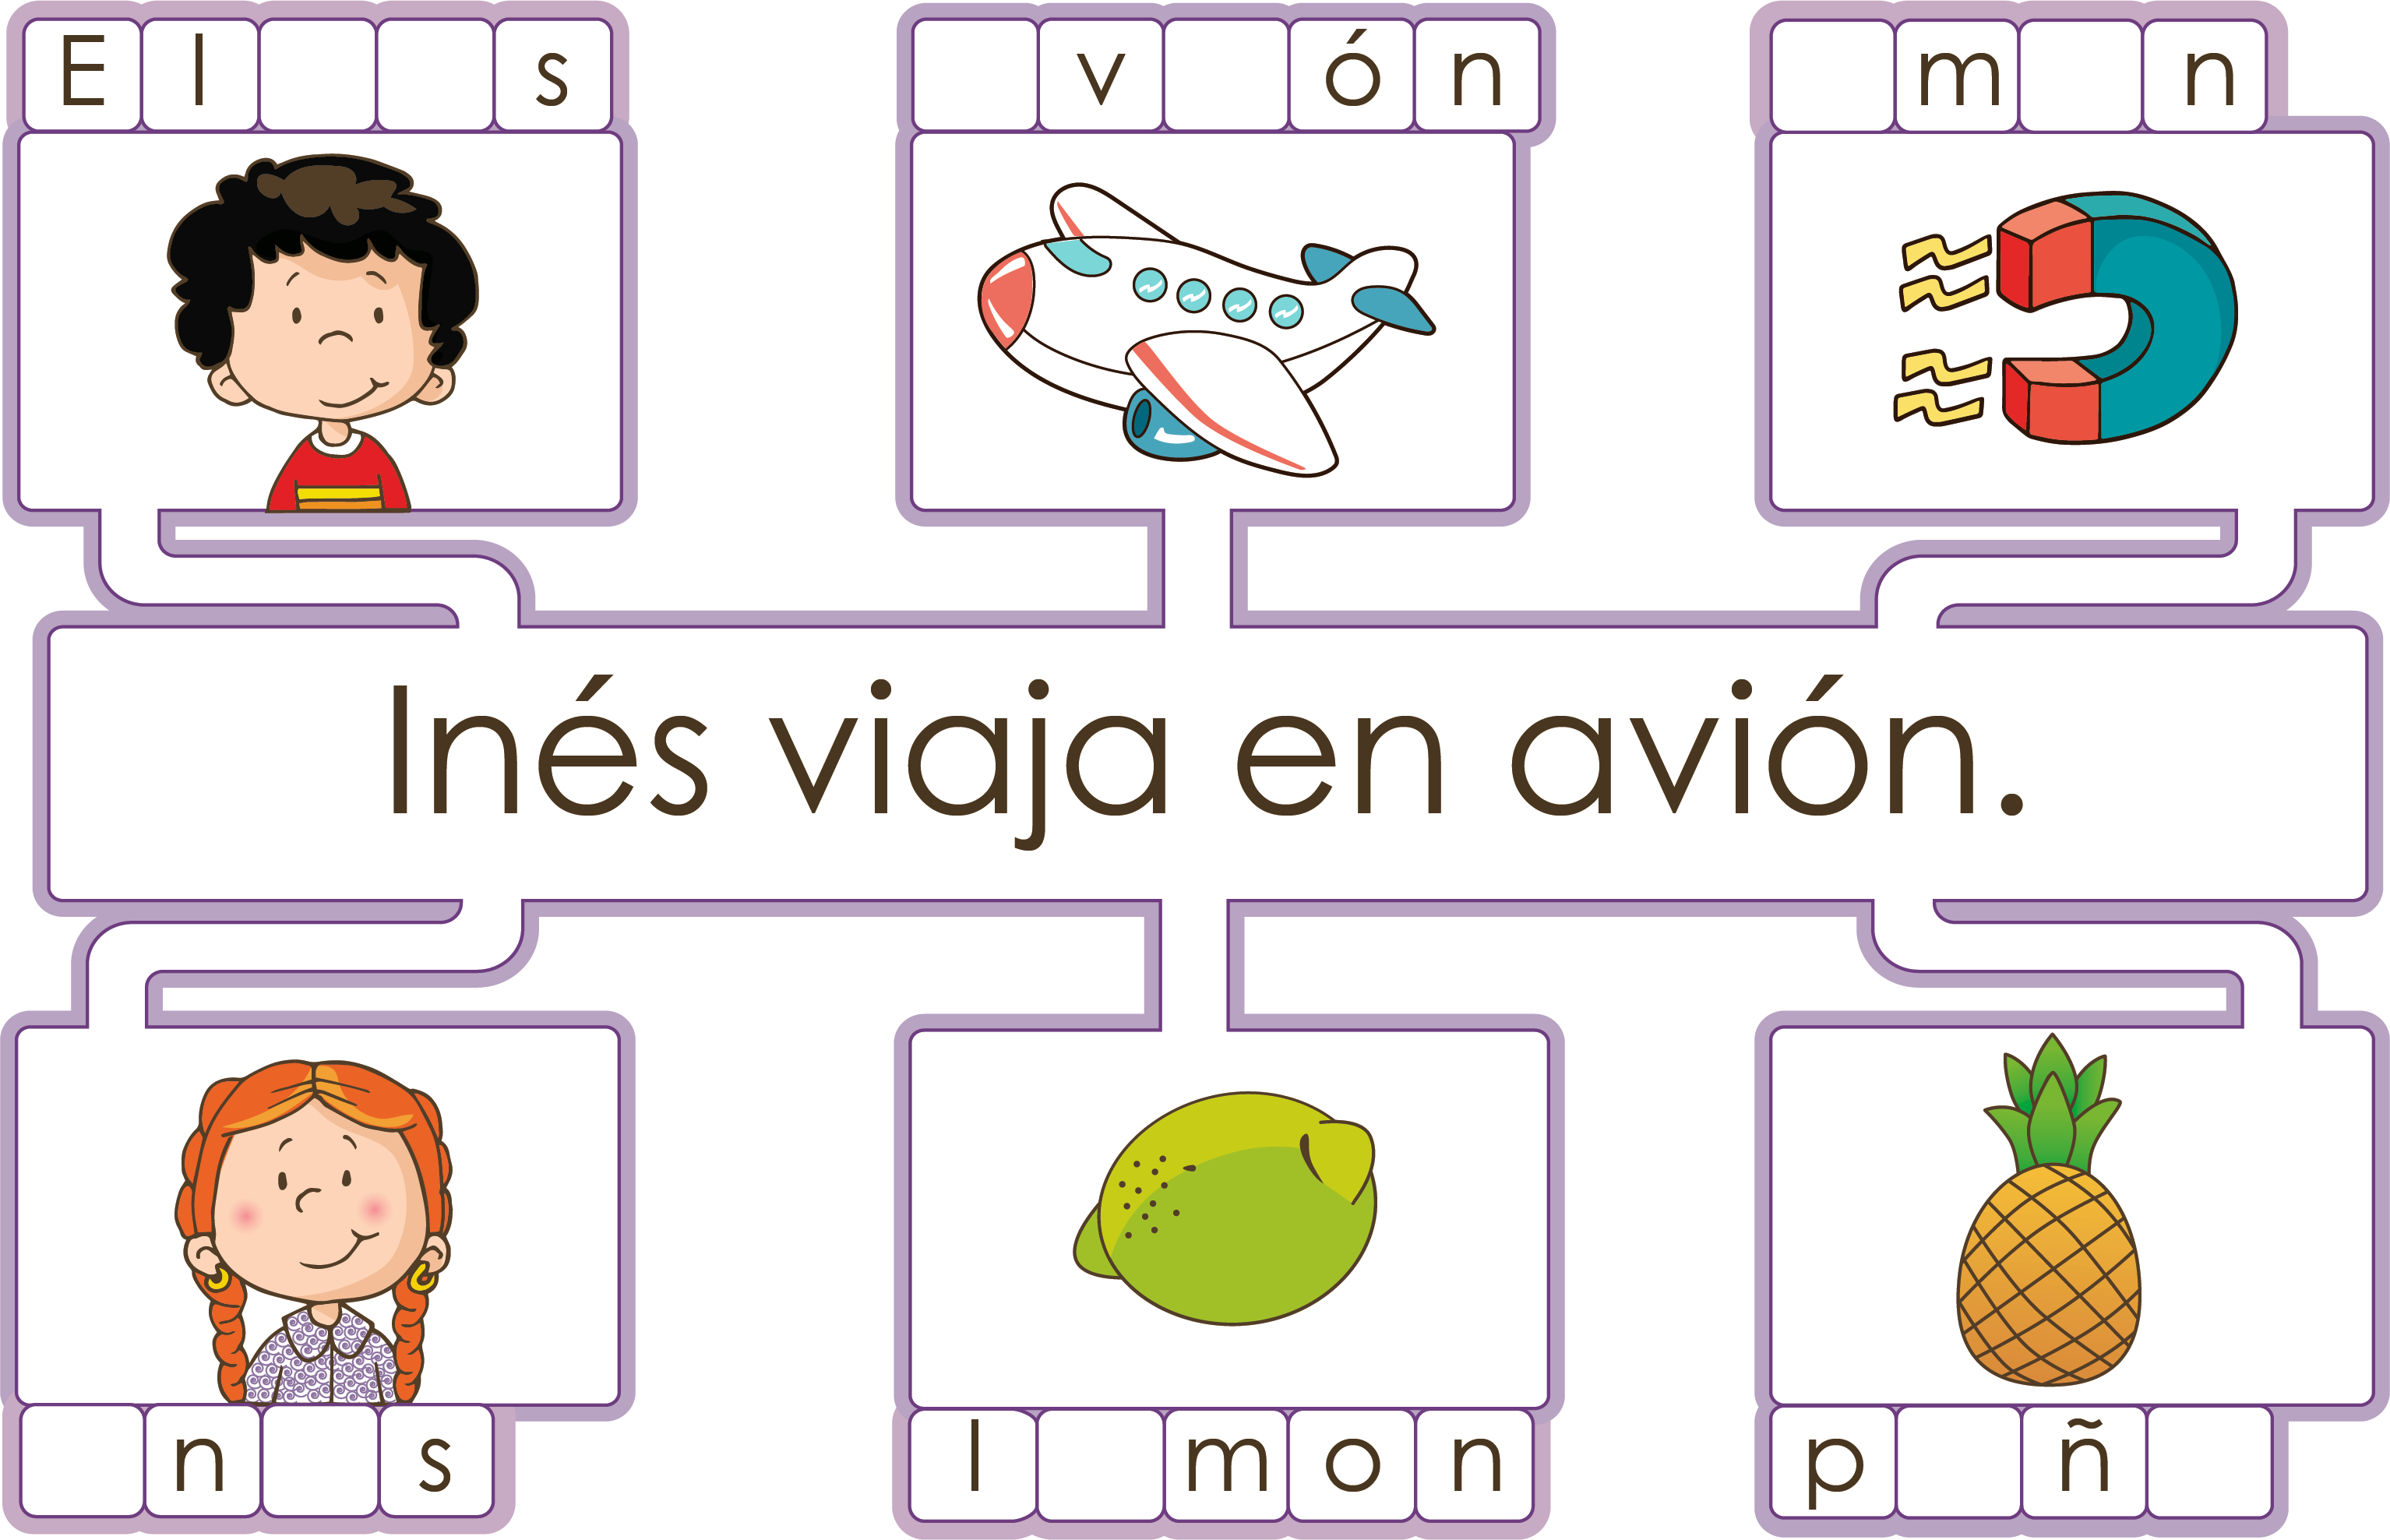 E l s
v ó n
m n
Inés viaja en avión.
n s
l m o n
p ñ